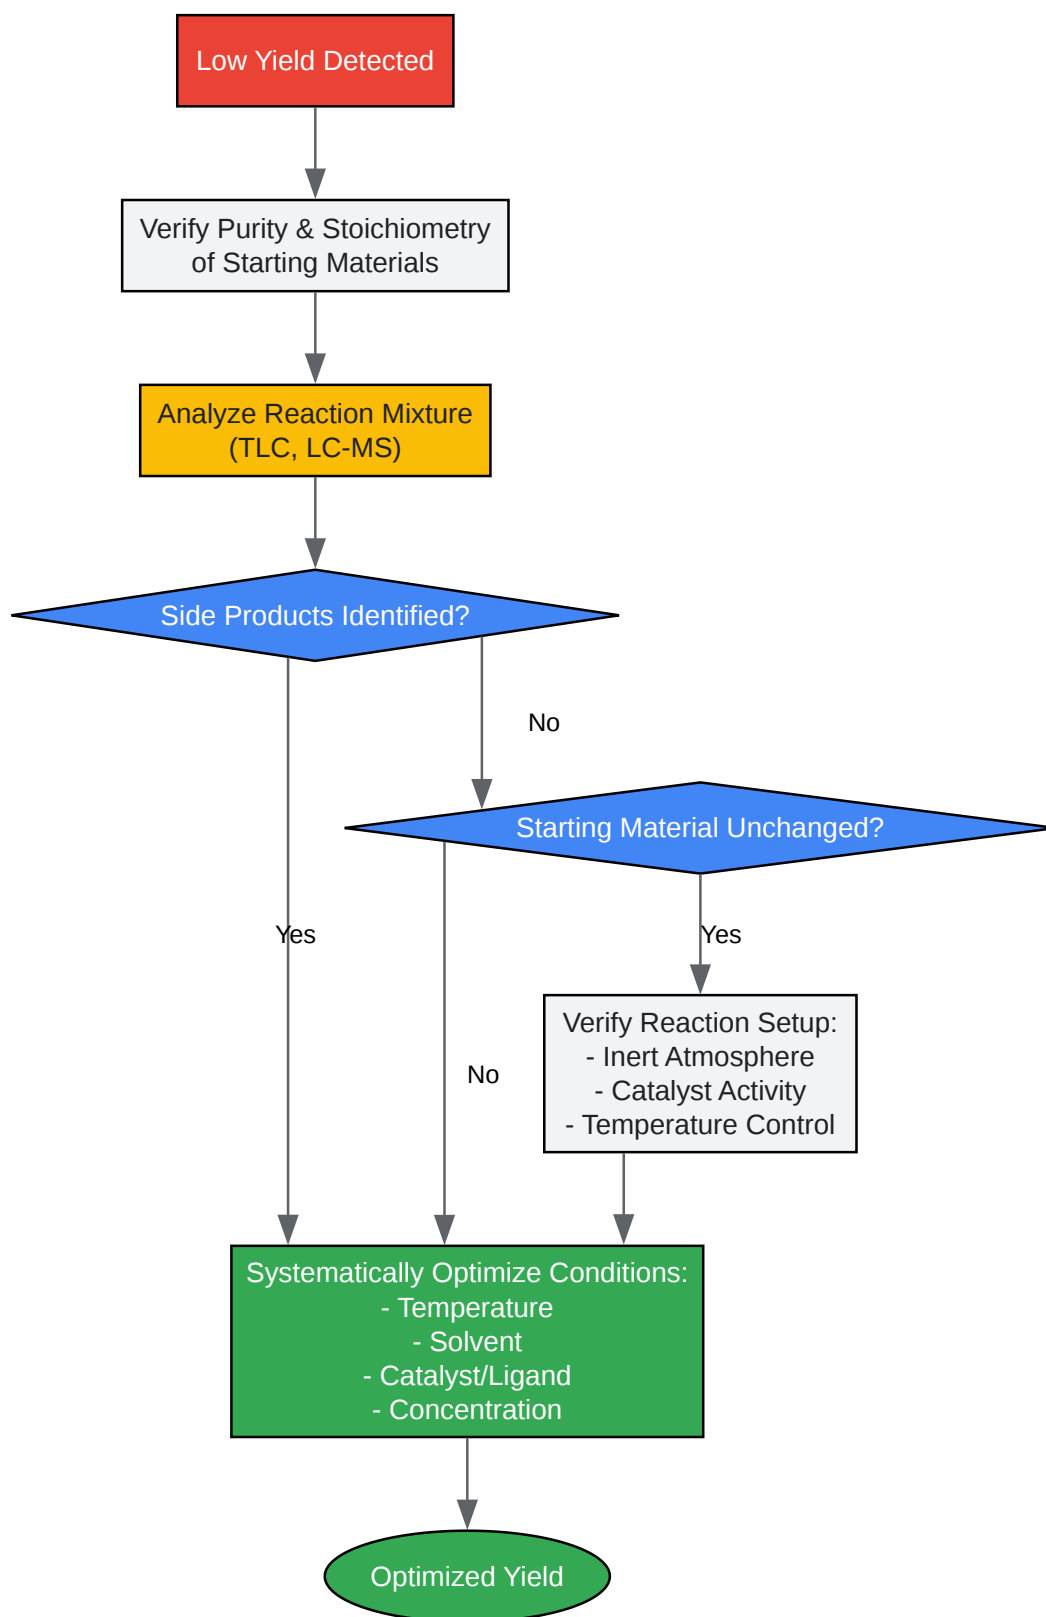 Low Yield Detected
Verify Purity & Stoichiometry
of Starting Materials
Analyze Reaction Mixture
(TLC, LC-MS)
Side Products Identified?
No
Starting Material Unchanged?
Yes
Yes
Verify Reaction Setup:
- Inert Atmosphere
- Catalyst Activity
- Temperature Control
No
Systematically Optimize Conditions:
- Temperature
- Solvent
- Catalyst/Ligand
- Concentration
Optimized Yield